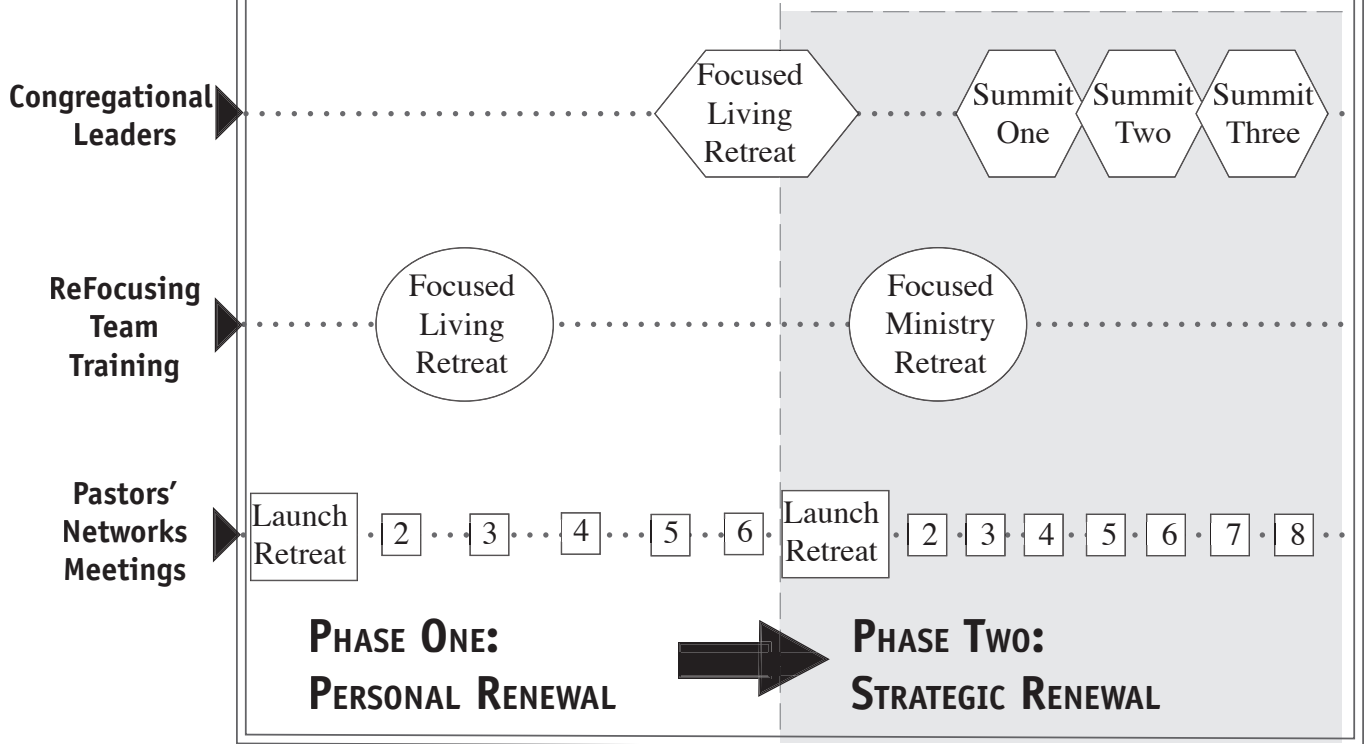 Congregational
Leaders
Focused
Living
Retreat
Summit
One
Summit
Two
Summit
Three
ReFocusing
Team
Training
Focused
Living
Retreat
Focused
Ministry
Retreat
Pastors’
Networks
Meetings
Launch
Retreat
2
3
4
5
6
Launch
Retreat
2
3
4
5
6
7
8
PHASE ONE:
PERSONAL RENEWAL
PHASE TWO:
STRATEGIC RENEWAL